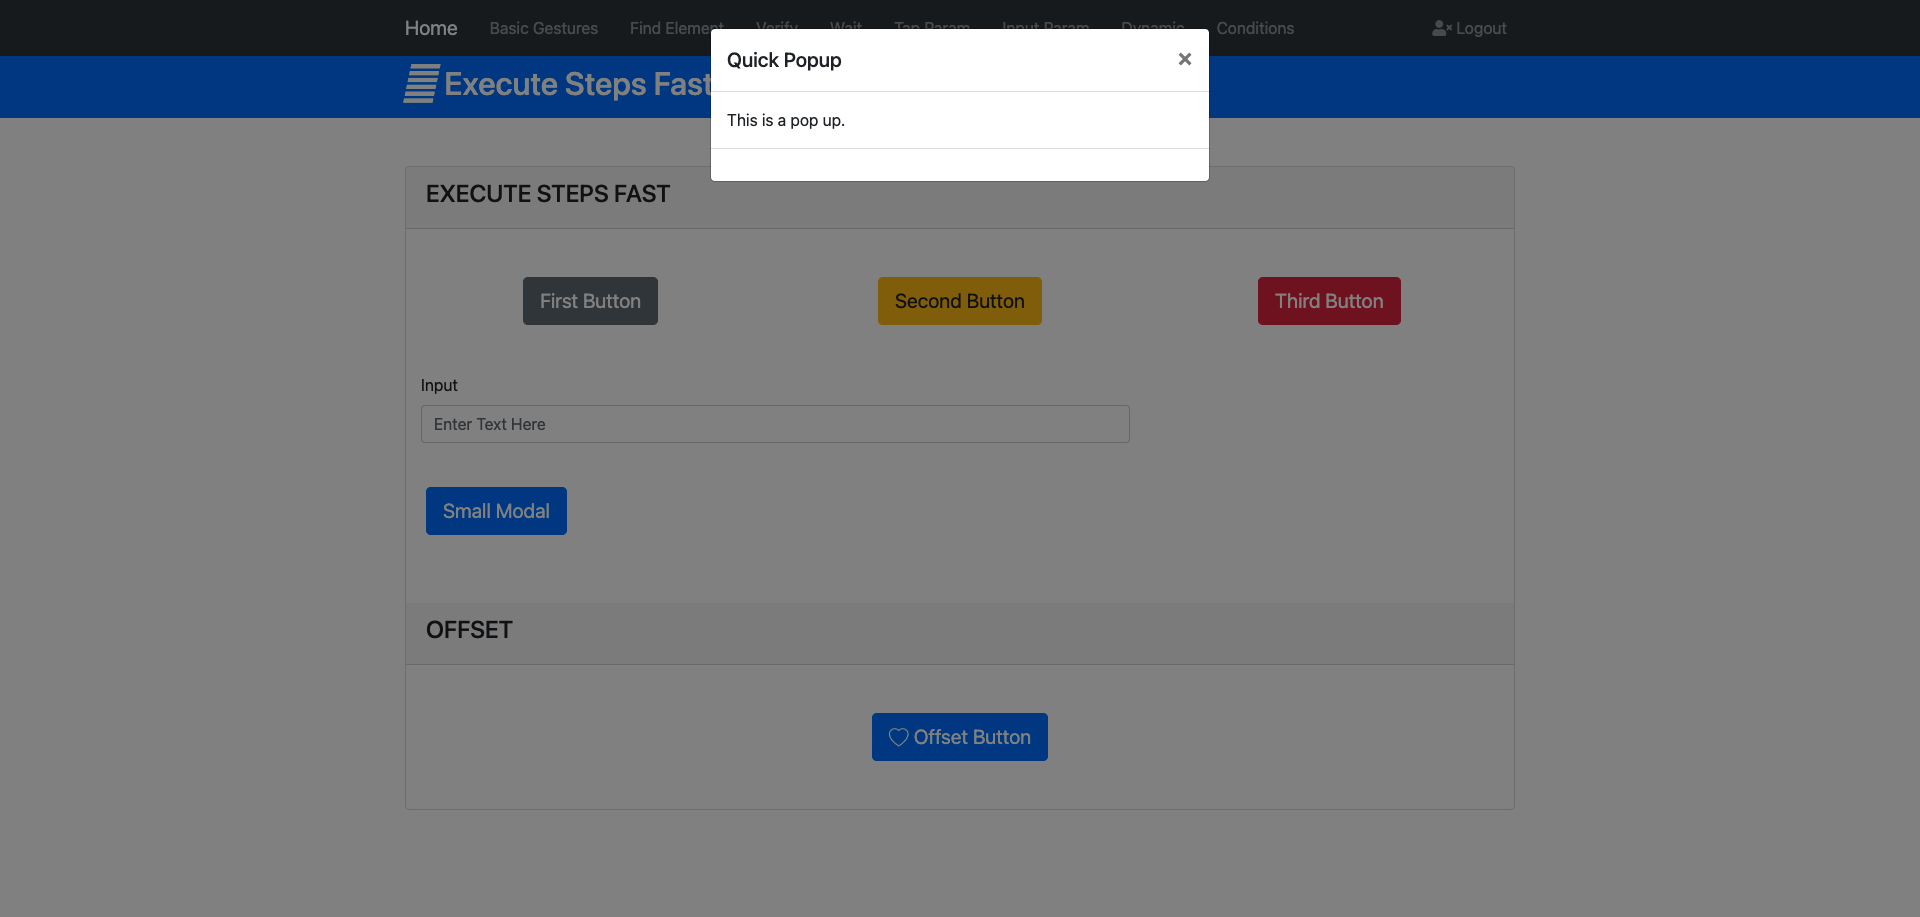 Home Basic Gestures Find Element Verify Wait Tap Param Input Param Dynamic Conditions Logout
Quick Popup ×
Execute Steps Fast
This is a pop up.
EXECUTE STEPS FAST
First Button Second Button Third Button
Input
Enter Text Here
Small Modal
OFFSET
Offset Button